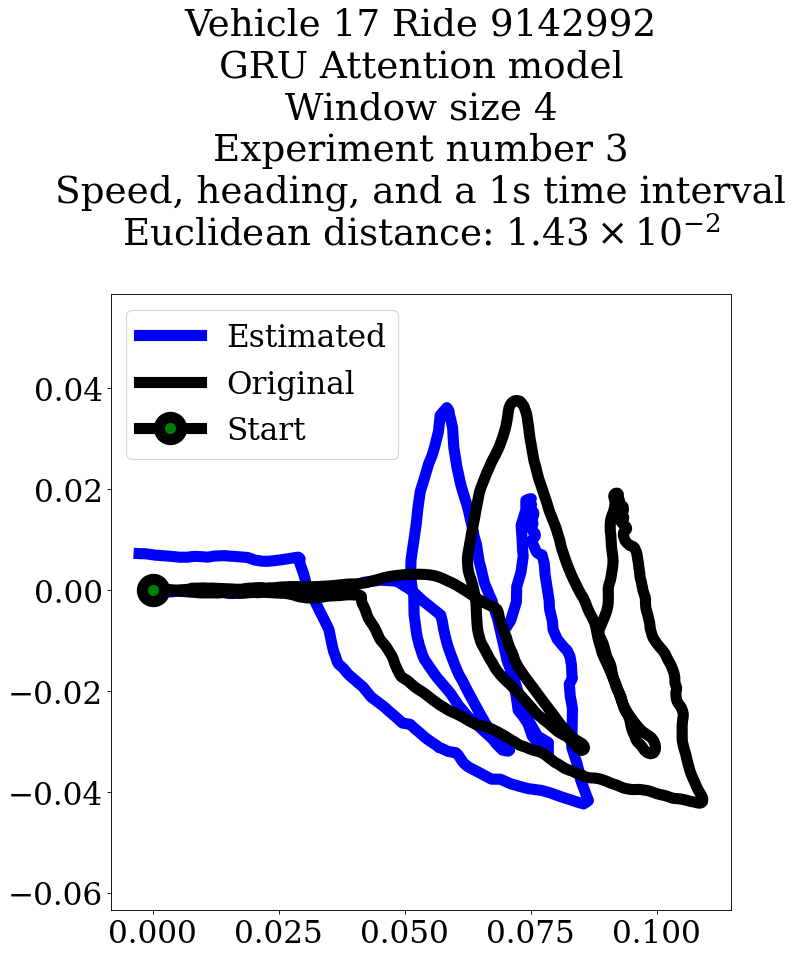 Vehicle 17 Ride 9142992
GRU Attention model
Window size 4
Experiment number 3
Speed, heading, and a 1s time interval
Euclidean distance: 1.43 × 10⁻²
Estimated
Original
Start
0.04
0.02
0.00
−0.02
−0.04
−0.06
0.000 0.025 0.050 0.075 0.100